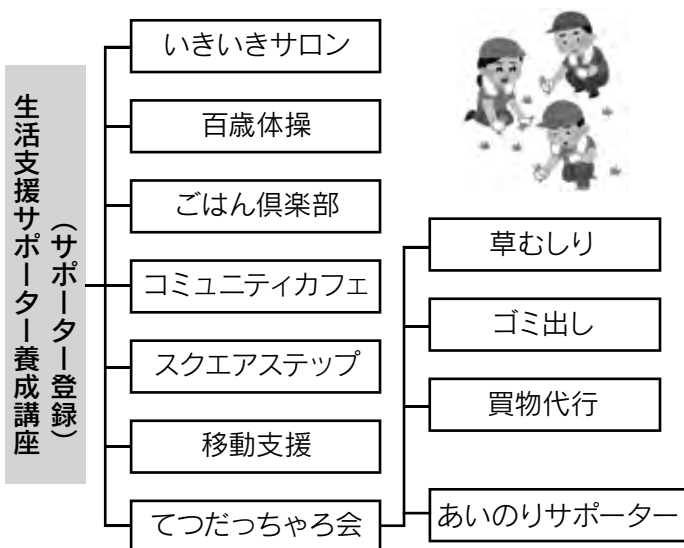 生活支援サポーター養成講座
（サポーター登録）
いきいきサロン
百歳体操
ごはん倶楽部
コミュニティカフェ
スクエアステップ
移動支援
てつだっちゃろ会
草むしり
ゴミ出し
買物代行
あいのりサポーター